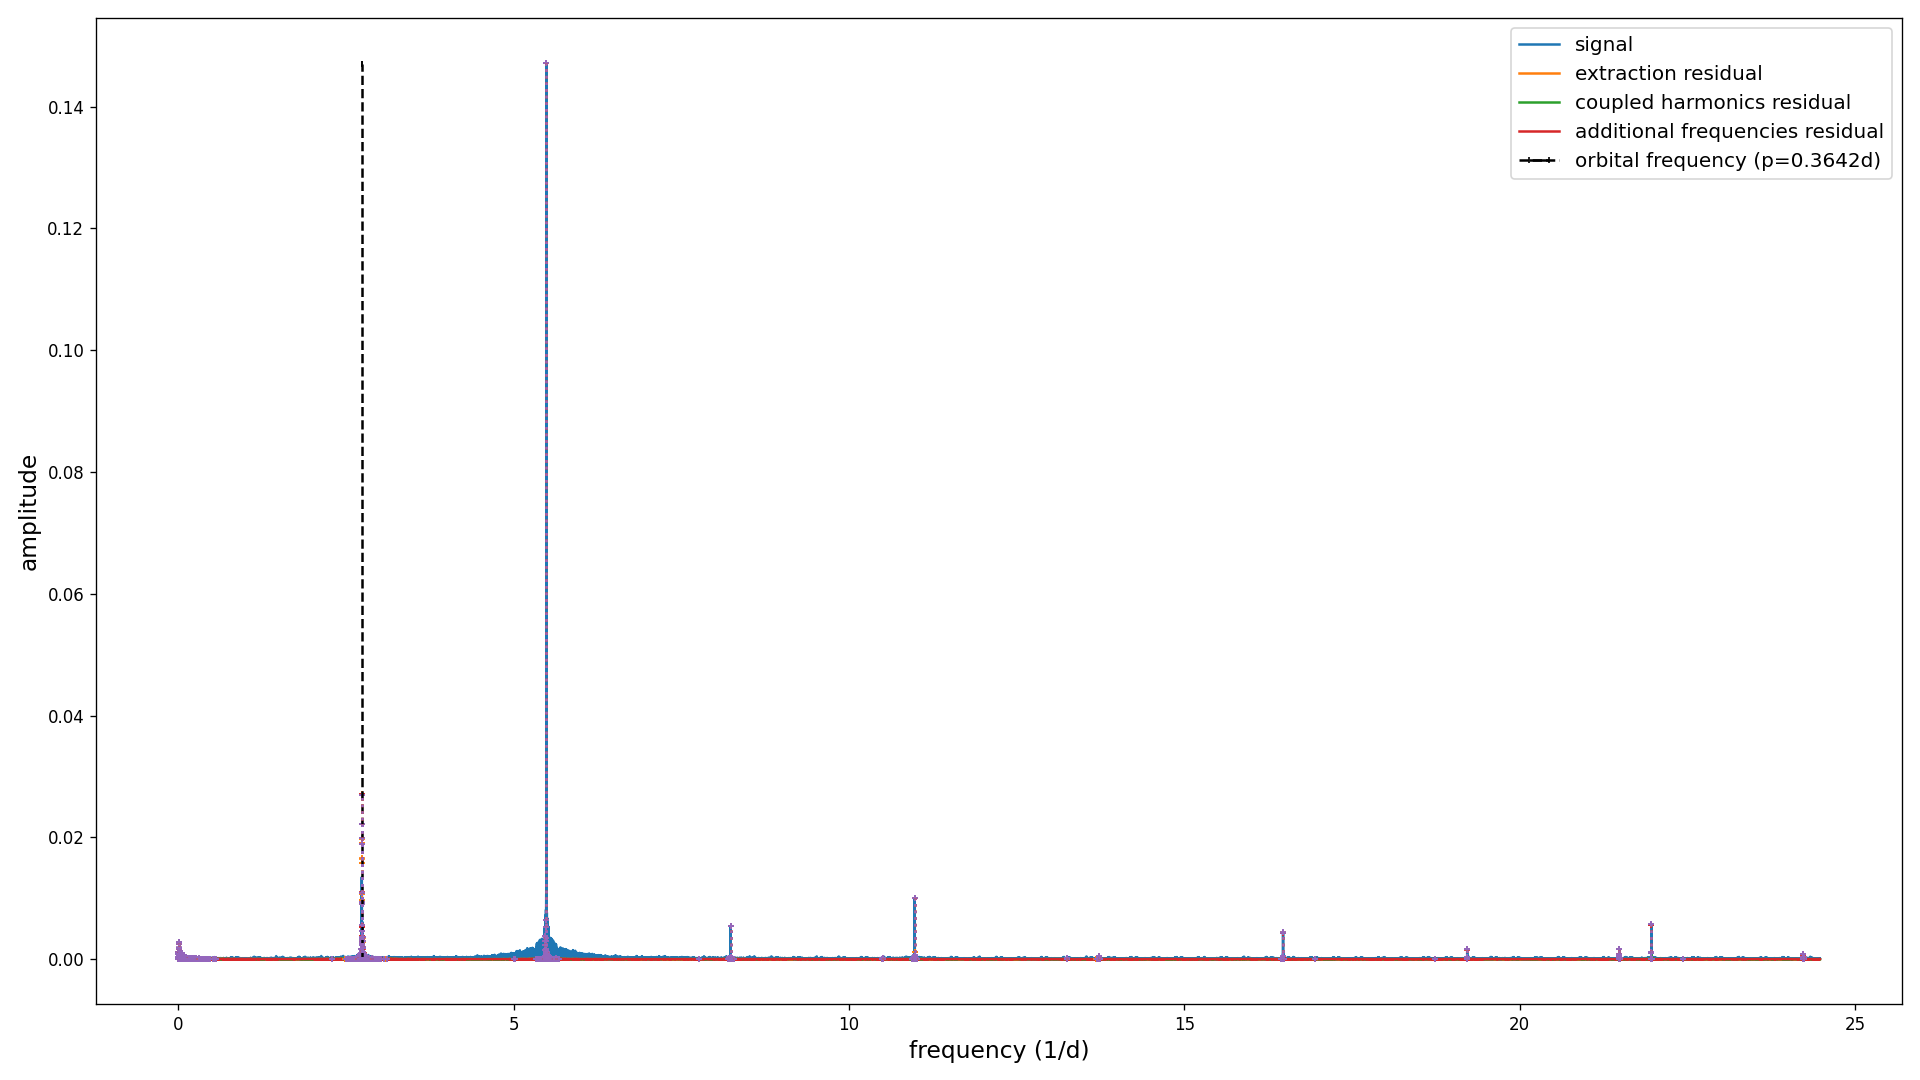 signal
extraction residual
coupled harmonics residual
additional frequencies residual
orbital frequency (p=0.3642d)
0.14
0.12
0.10
0.08
0.06
0.04
0.02
0.00
amplitude
0 5 10 15 20 25
frequency (1/d)